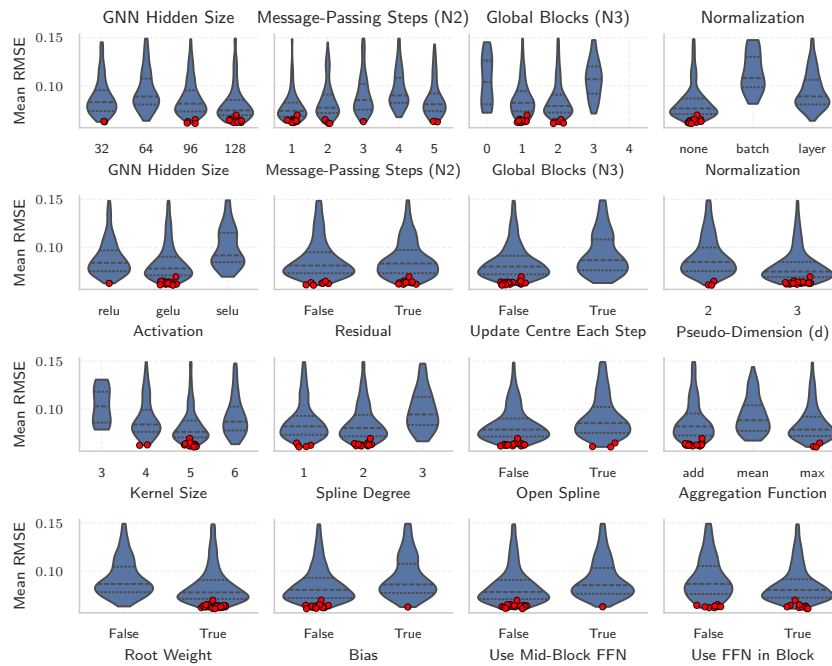 GNN Hidden Size Message-Passing Steps (N2) Global Blocks (N3) Normalization
Mean RMSE
0.15
0.10
32 64 96 128 1 2 3 4 5 0 1 2 3 4 none batch layer
GNN Hidden Size Message-Passing Steps (N2) Global Blocks (N3) Normalization
Mean RMSE
0.15
0.10
relu gelu selu False True False True 2 3
Activation Residual Update Centre Each Step Pseudo-Dimension (d)
Mean RMSE
0.15
0.10
3 4 5 6 1 2 3 False True add mean max
Kernel Size Spline Degree Open Spline Aggregation Function
Mean RMSE
0.15
0.10
False True False True False True False True
Root Weight Bias Use Mid-Block FFN Use FFN in Block